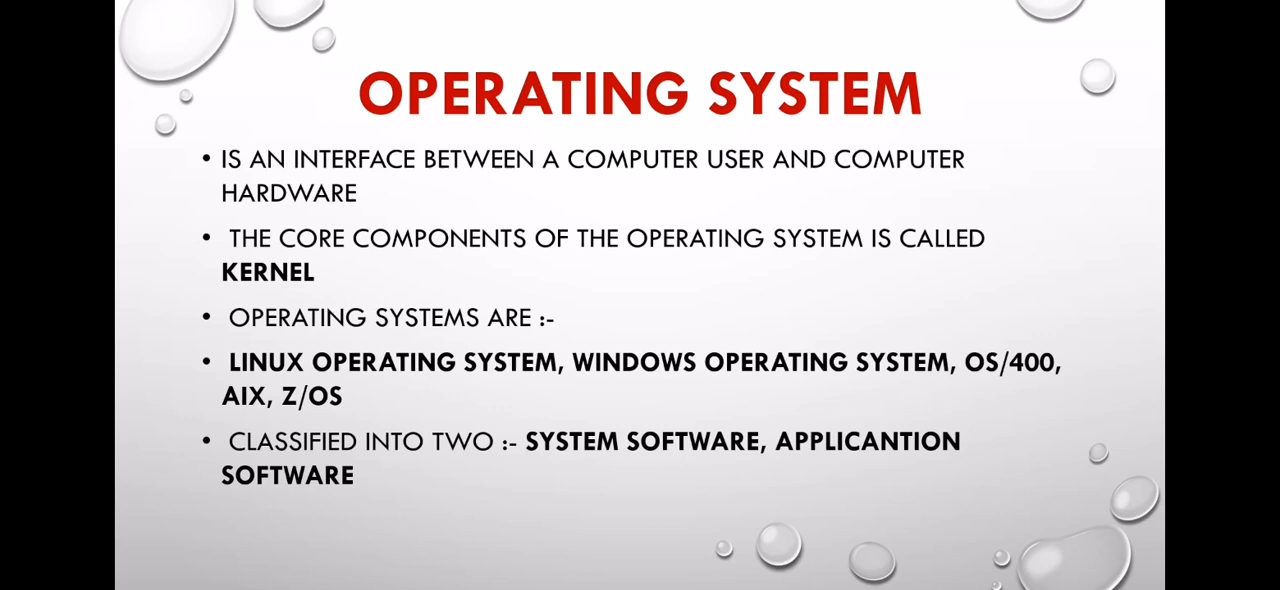 OPERATING SYSTEM
• IS AN INTERFACE BETWEEN A COMPUTER USER AND COMPUTER
HARDWARE
• THE CORE COMPONENTS OF THE OPERATING SYSTEM IS CALLED
KERNEL
• OPERATING SYSTEMS ARE :-
• LINUX OPERATING SYSTEM, WINDOWS OPERATING SYSTEM, OS/400,
AIX, Z/OS
• CLASSIFIED INTO TWO :- SYSTEM SOFTWARE, APPLICANTION
SOFTWARE